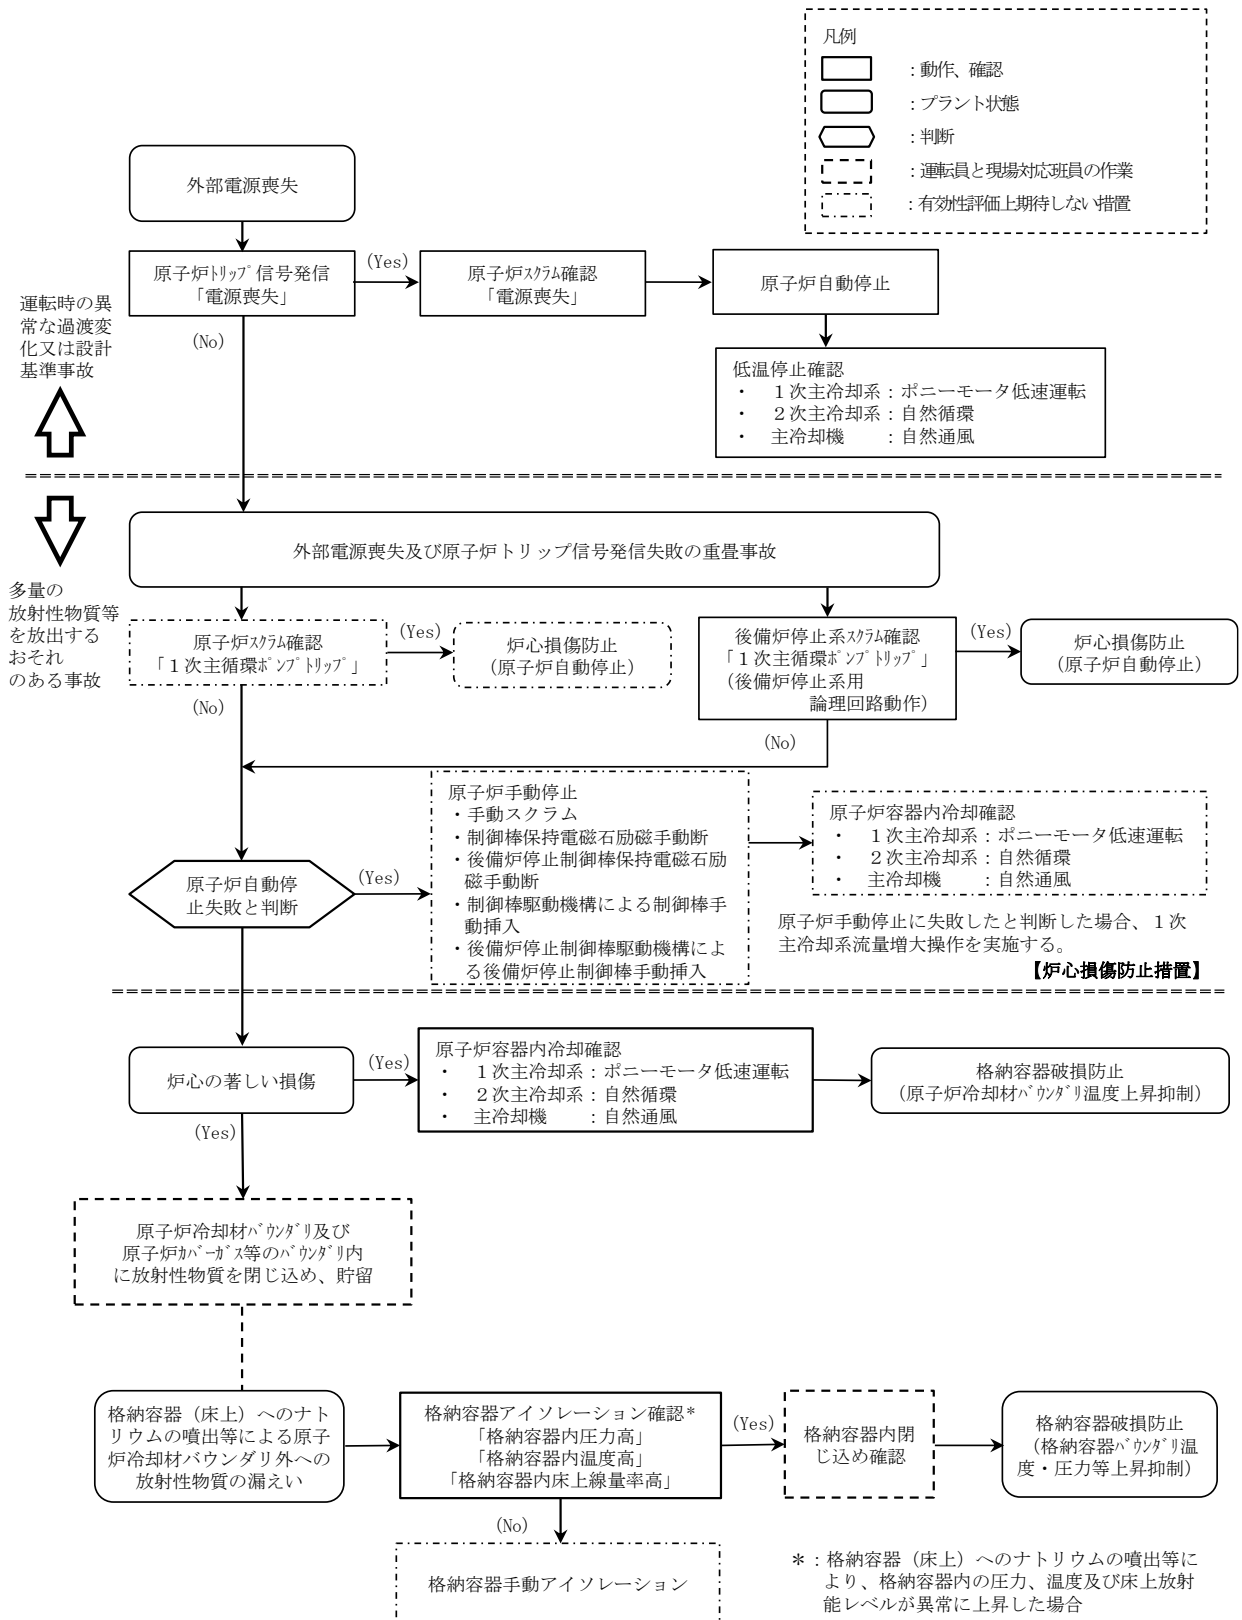 凡例
：動作、確認
：プラント状態
：判断
：運転員と現場対応班員の作業
：有効性評価上期待しない措置
外部電源喪失
原子炉ﾄﾘｯﾌﾟ信号発信
「電源喪失」
(Yes)
原子炉ｽｸﾗﾑ確認
「電源喪失」
原子炉自動停止
(No)
運転時の異
常な過渡変
化又は設計
基準事故
低温停止確認
・　１次主冷却系：ポニーモータ低速運転
・　２次主冷却系：自然循環
・　主冷却機　　：自然通風
外部電源喪失及び原子炉トリップ信号発信失敗の重畳事故
多量の
放射性物質等
を放出する
おそれ
のある事故
原子炉ｽｸﾗﾑ確認
「１次主循環ﾎﾟﾝﾌﾟﾄﾘｯﾌﾟ」
(Yes)
炉心損傷防止
(原子炉自動停止)
(No)
後備炉停止系ｽｸﾗﾑ確認
「１次主循環ﾎﾟﾝﾌﾟﾄﾘｯﾌﾟ」
（後備炉停止系用
論理回路動作）
(Yes)
炉心損傷防止
(原子炉自動停止)
(No)
原子炉自動停
止失敗と判断
(Yes)
原子炉手動停止
・手動スクラム
・制御棒保持電磁石励磁手動断
・後備炉停止制御棒保持電磁石励
磁手動断
・制御棒駆動機構による制御棒手
動挿入
・後備炉停止制御棒駆動機構によ
る後備炉停止制御棒手動挿入
原子炉容器内冷却確認
・　１次主冷却系：ポニーモータ低速運転
・　２次主冷却系：自然循環
・　主冷却機　　：自然通風
原子炉手動停止に失敗したと判断した場合、１次
主冷却系流量増大操作を実施する。
【炉心損傷防止措置】
炉心の著しい損傷
(Yes)
原子炉容器内冷却確認
・　１次主冷却系：ポニーモータ低速運転
・　２次主冷却系：自然循環
・　主冷却機　　：自然通風
格納容器破損防止
(原子炉冷却材ﾊﾞｳﾝﾀﾞﾘ温度上昇抑制)
(Yes)
原子炉冷却材ﾊﾞｳﾝﾀﾞﾘ及び
原子炉ｶﾊﾞｰｶﾞｽ等のﾊﾞｳﾝﾀﾞﾘ内
に放射性物質を閉じ込め、貯留
格納容器（床上）へのナト
リウムの噴出等による原子
炉冷却材バウンダリ外への
放射性物質の漏えい
格納容器アイソレーション確認*
「格納容器内圧力高」
「格納容器内温度高」
「格納容器内床上線量率高」
(Yes)
格納容器内閉
じ込め確認
格納容器破損防止
(格納容器ﾊﾞｳﾝﾀﾞﾘ温
度・圧力等上昇抑制)
(No)
格納容器手動アイソレーション
*：格納容器（床上）へのナトリウムの噴出等に
より、格納容器内の圧力、温度及び床上放射
能レベルが異常に上昇した場合